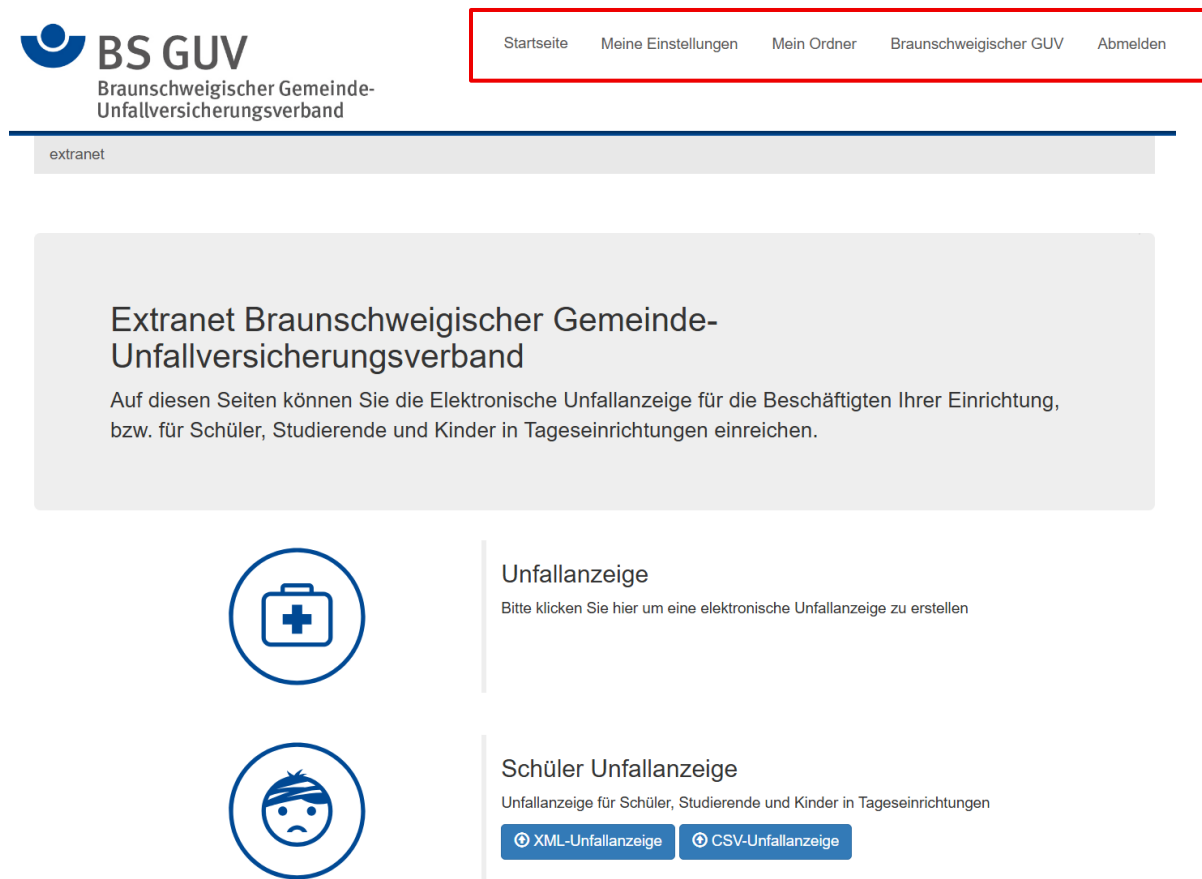 BS GUV
Braunschweigischer Gemeinde-
Unfallversicherungsverband
Startseite Meine Einstellungen Mein Ordner Braunschweigischer GUV Abmelden
extranet
Extranet Braunschweigischer Gemeinde-
Unfallversicherungsverband
Auf diesen Seiten können Sie die Elektronische Unfallanzeige für die Beschäftigten Ihrer Einrichtung,
bzw. für Schüler, Studierende und Kinder in Tageseinrichtungen einreichen.
Unfallanzeige
Bitte klicken Sie hier um eine elektronische Unfallanzeige zu erstellen
Schüler Unfallanzeige
Unfallanzeige für Schüler, Studierende und Kinder in Tageseinrichtungen
XML-Unfallanzeige CSV-Unfallanzeige